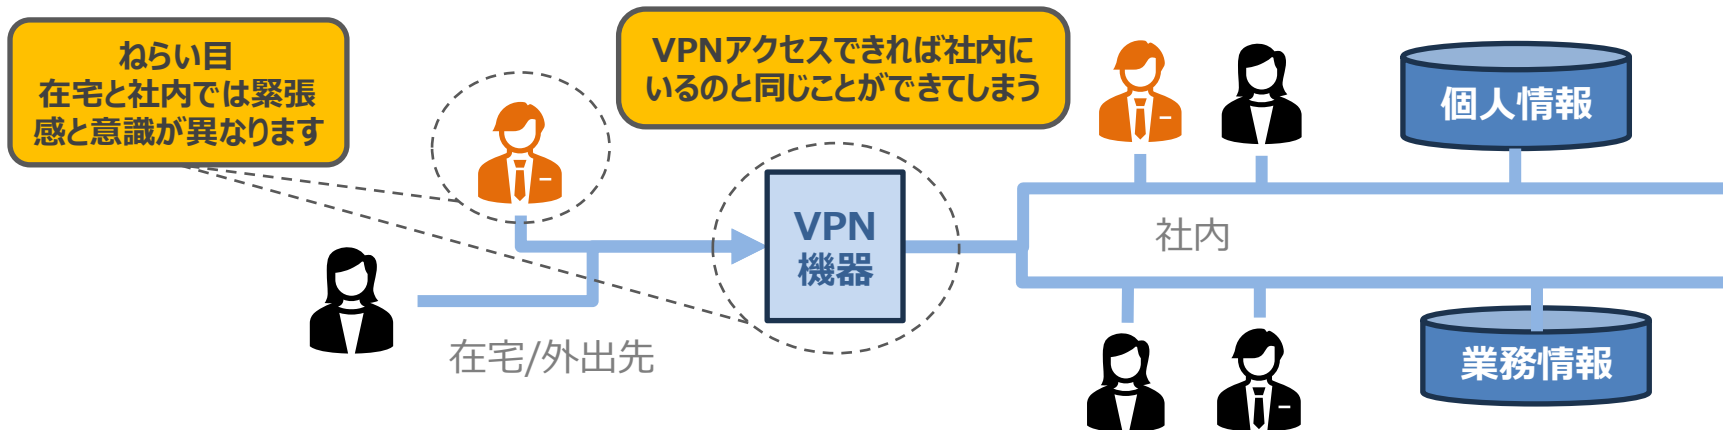 ねらい目
在宅と社内では緊張
感と意識が異なります
VPNアクセスできれば社内に
いるのと同じことができてしまう
個人情報
VPN
機器
社内
在宅/外出先
業務情報